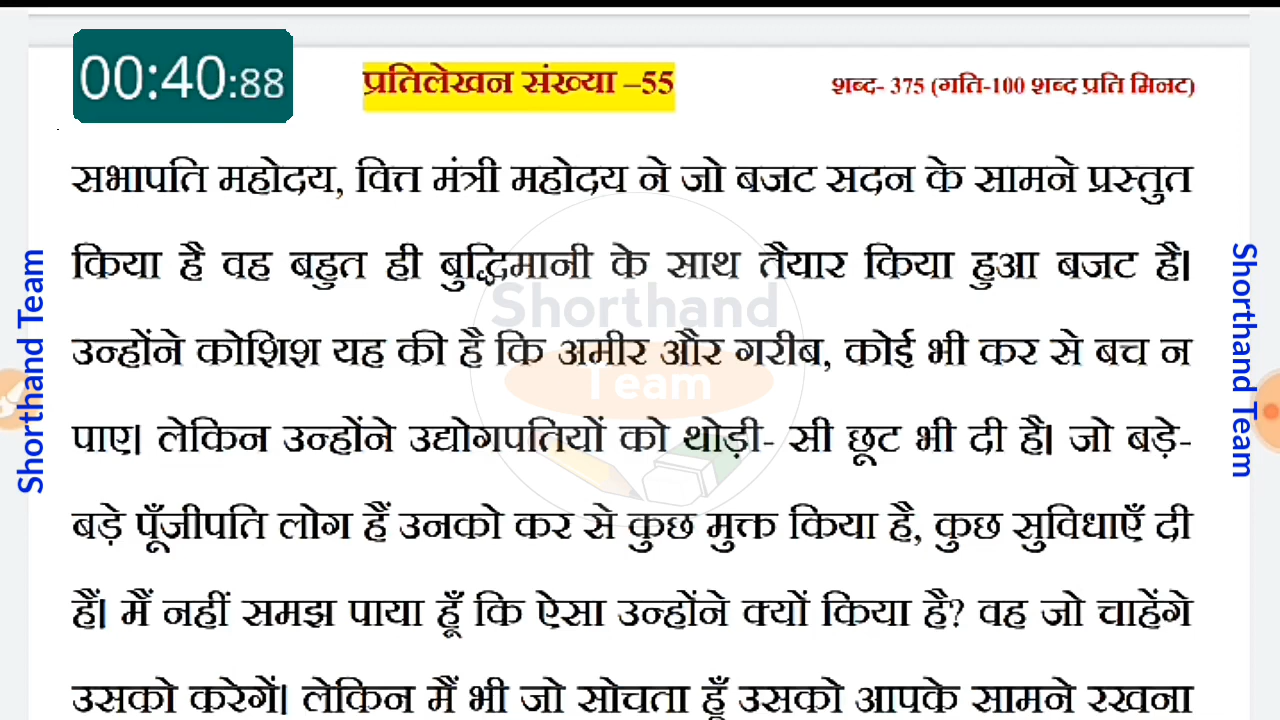 00:40:88
प्रतिलेखन संख्या –55
शब्द- 375 (गति-100 शब्द प्रति मिनट)
सभापति महोदय, वित्त मंत्री महोदय ने जो बजट सदन के सामने प्रस्तुत
किया है वह बहुत ही बुद्धिमानी के साथ तैयार किया हुआ बजट है।
उन्होंने कोशिश यह की है कि अमीर और गरीब, कोई भी कर से बच न
पाए। लेकिन उन्होंने उद्योगपतियों को थोड़ी- सी छूट भी दी है। जो बड़े-
बड़े पूँजीपति लोग हैं उनको कर से कुछ मुक्त किया है, कुछ सुविधाएँ दी
हैं। मैं नहीं समझ पाया हूँ कि ऐसा उन्होंने क्यों किया है? वह जो चाहेंगे
उसको करेगें। लेकिन मैं भी जो सोचता हूँ उसको आपके सामने रखना
Shorthand Team
Shorthand Team
Shorthand
Team